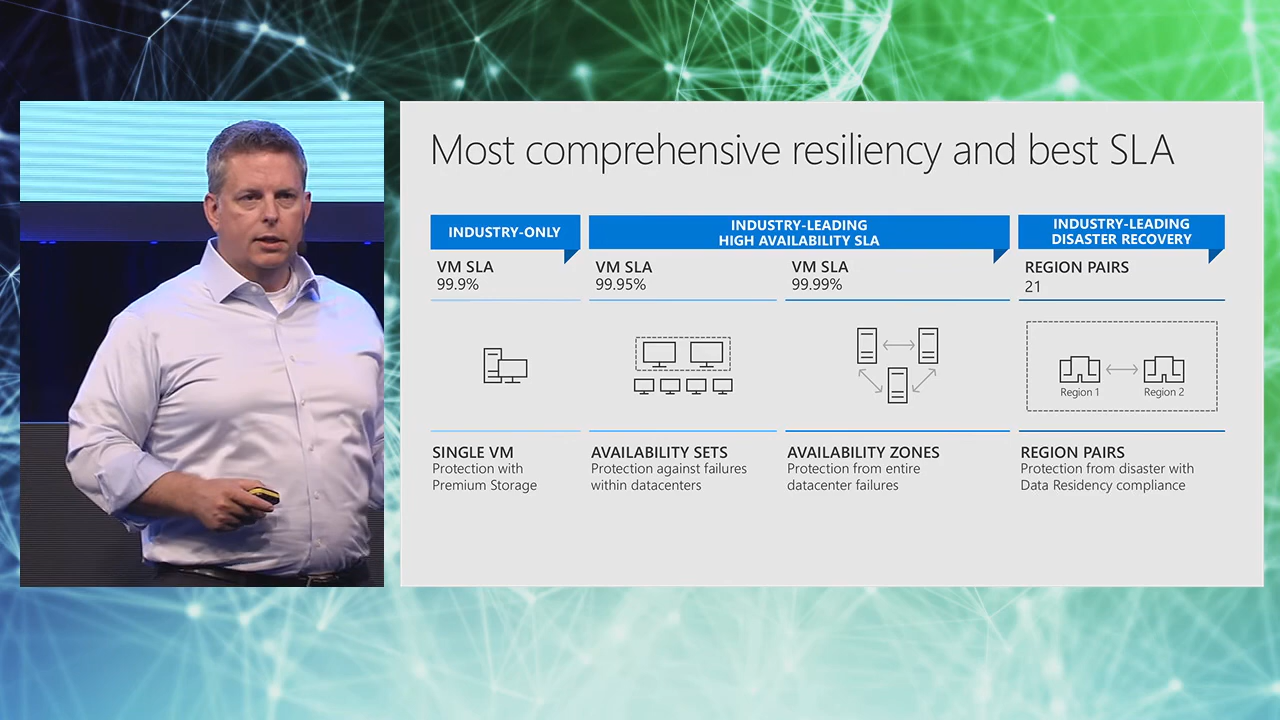 Most comprehensive resiliency and best SLA
INDUSTRY-ONLY
VM SLA
99.9%
SINGLE VM
Protection with
Premium Storage
INDUSTRY-LEADING
HIGH AVAILABILITY SLA
VM SLA
99.95%
AVAILABILITY SETS
Protection against failures
within datacenters
VM SLA
99.99%
AVAILABILITY ZONES
Protection from entire
datacenter failures
INDUSTRY-LEADING
DISASTER RECOVERY
REGION PAIRS
21
Region 1
Region 2
REGION PAIRS
Protection from disaster with
Data Residency compliance